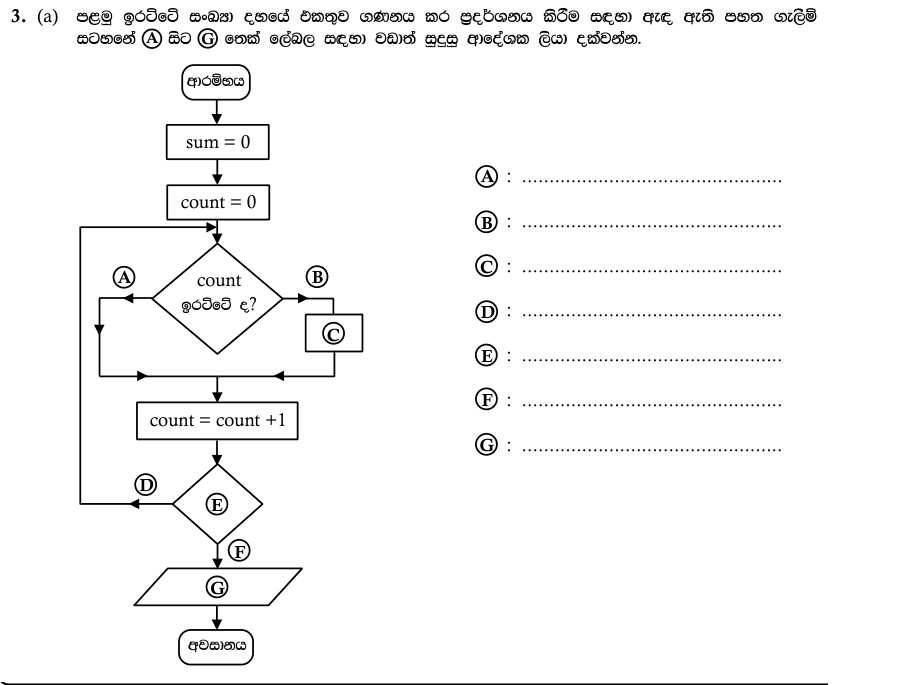 3. (a) පළමු ඉරට්ටේ සංඛ්‍යා දහයේ එකතුව ගණනය කර ප්‍රදර්ශනය කිරීම සඳහා ඇඳ ඇති පහත ගැලීම්
සටහනේ Ⓐ සිට Ⓖ තෙක් ලේබල සඳහා වඩාත් සුදුසු ආදේශක ලියා දක්වන්න.
ආරම්භය
sum = 0
count = 0
Ⓐ
count
ඉරට්ටේ ද?
Ⓑ
Ⓒ
count = count +1
Ⓓ
Ⓔ
Ⓕ
Ⓖ
අවසානය
Ⓐ : ................................................
Ⓑ : ................................................
Ⓒ : ................................................
Ⓓ : ................................................
Ⓔ : ................................................
Ⓕ : ................................................
Ⓖ : ................................................